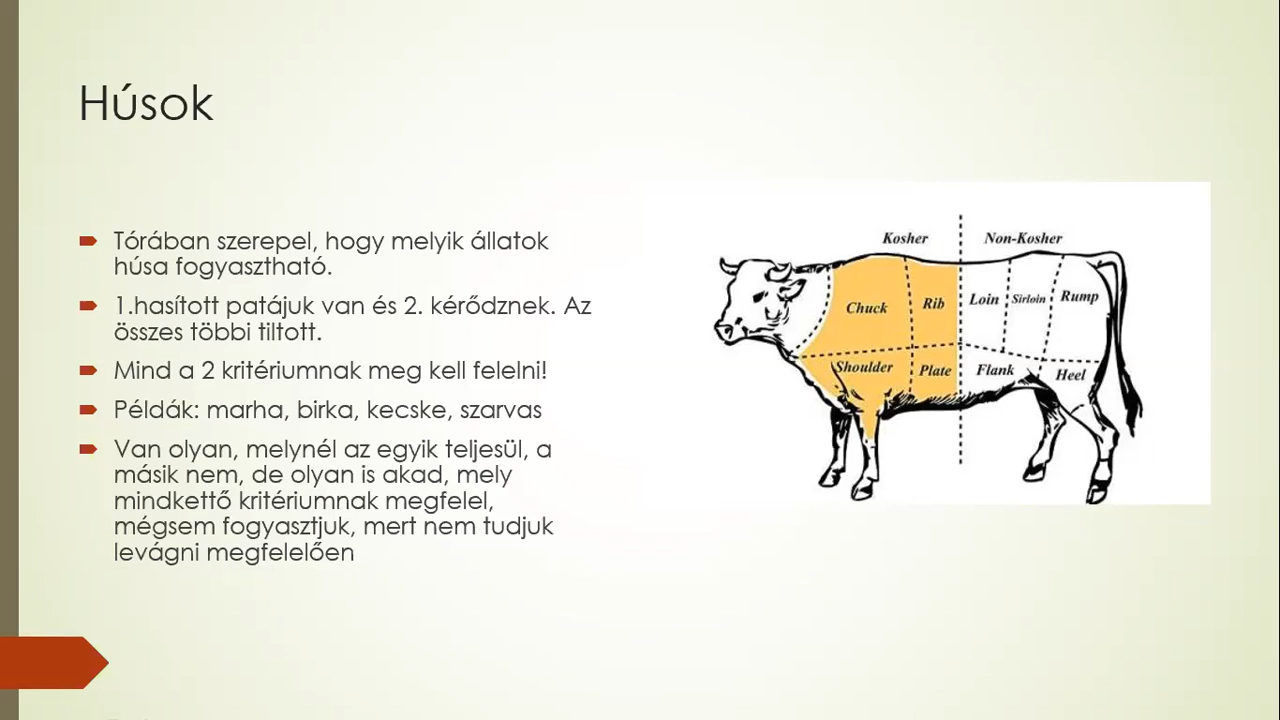 Húsok
Tórában szerepel, hogy melyik állatok
húsa fogyasztható.
1.hasított patájuk van és 2. kérődznek. Az
összes többi tiltott.
Mind a 2 kritériumnak meg kell felelni!
Példák: marha, birka, kecske, szarvas
Van olyan, melynél az egyik teljesül, a
másik nem, de olyan is akad, mely
mindkettő kritériumnak megfelel,
mégsem fogyasztjuk, mert nem tudjuk
levágni megfelelően
Kosher Non-Kosher
Chuck Rib Loin Sirloin Rump
Shoulder Plate Flank Heel